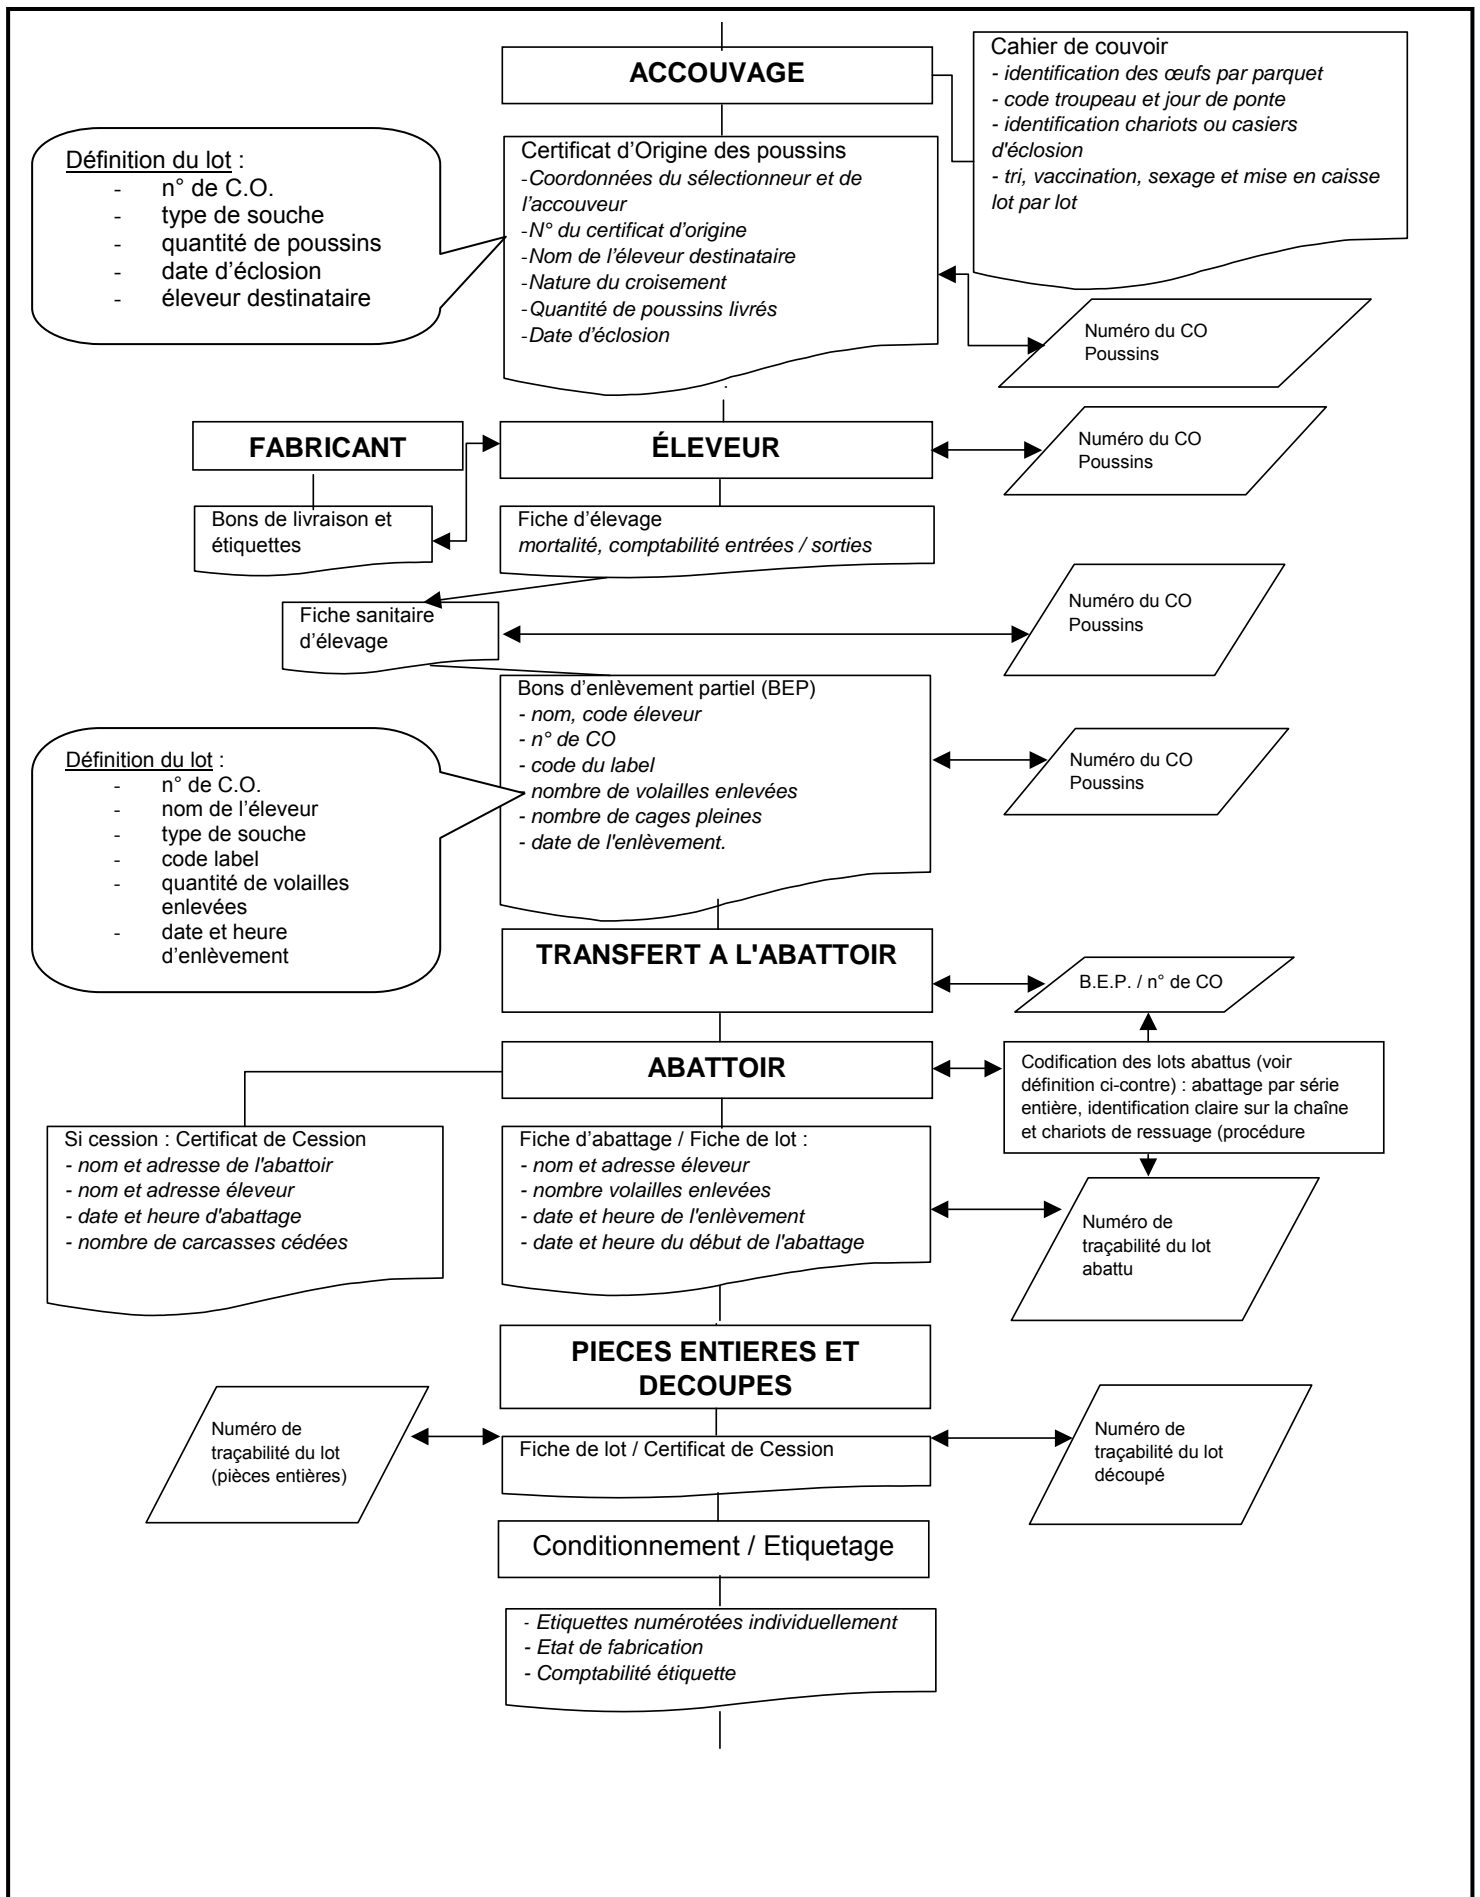 ACCOUVAGE
Cahier de couvoir
- identification des œufs par parquet
- code troupeau et jour de ponte
- identification chariots ou casiers
d'éclosion
- tri, vaccination, sexage et mise en caisse
lot par lot
Définition du lot :
- n° de C.O.
- type de souche
- quantité de poussins
- date d'éclosion
- éleveur destinataire
Certificat d'Origine des poussins
-Coordonnées du sélectionneur et de
l'accouveur
-N° du certificat d'origine
-Nom de l'éleveur destinataire
-Nature du croisement
-Quantité de poussins livrés
-Date d'éclosion
Numéro du CO
Poussins
FABRICANT
ÉLEVEUR
Numéro du CO
Poussins
Bons de livraison et
étiquettes
Fiche d'élevage
mortalité, comptabilité entrées / sorties
Fiche sanitaire
d'élevage
Numéro du CO
Poussins
Bons d'enlèvement partiel (BEP)
- nom, code éleveur
- n° de CO
- code du label
- nombre de volailles enlevées
- nombre de cages pleines
- date de l'enlèvement.
Numéro du CO
Poussins
Définition du lot :
- n° de C.O.
- nom de l'éleveur
- type de souche
- code label
- quantité de volailles
enlevées
- date et heure
d'enlèvement
TRANSFERT A L'ABATTOIR
B.E.P. / n° de CO
ABATTOIR
Codification des lots abattus (voir
définition ci-contre) : abattage par série
entière, identification claire sur la chaîne
et chariots de ressuage (procédure
Si cession : Certificat de Cession
- nom et adresse de l'abattoir
- nom et adresse éleveur
- date et heure d'abattage
- nombre de carcasses cédées
Fiche d'abattage / Fiche de lot :
- nom et adresse éleveur
- nombre volailles enlevées
- date et heure de l'enlèvement
- date et heure du début de l'abattage
Numéro de
traçabilité du lot
abattu
PIECES ENTIERES ET
DECOUPES
Numéro de
traçabilité du lot
(pièces entières)
Fiche de lot / Certificat de Cession
Numéro de
traçabilité du lot
découpé
Conditionnement / Etiquetage
- Etiquettes numérotées individuellement
- Etat de fabrication
- Comptabilité étiquette